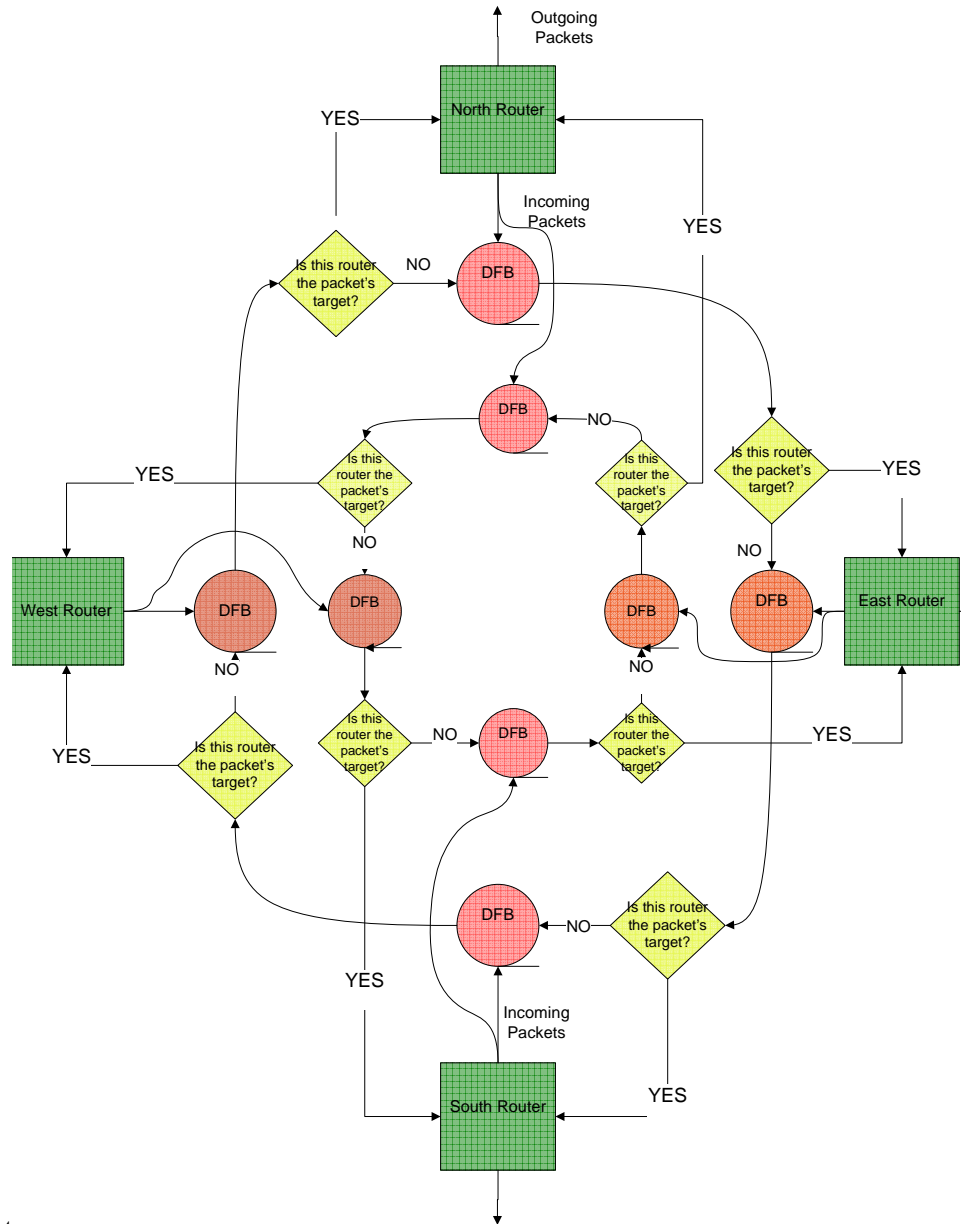 Outgoing
Packets
North Router
YES
Incoming
Packets
YES
Is this router
the packet's
target?
NO
DFB
DFB
NO
Is this
router the
packet's
target?
YES
NO
Is this
router the
packet's
target?
Is this router
the packet's
target?
YES
NO
West Router
DFB
DFB
DFB
DFB
East Router
NO
NO
Is this router
the packet's
target?
YES
Is this
router the
packet's
target?
NO
DFB
Is this
router the
packet's
target?
YES
DFB
NO
Is this router
the packet's
target?
YES
Incoming
Packets
YES
South Router